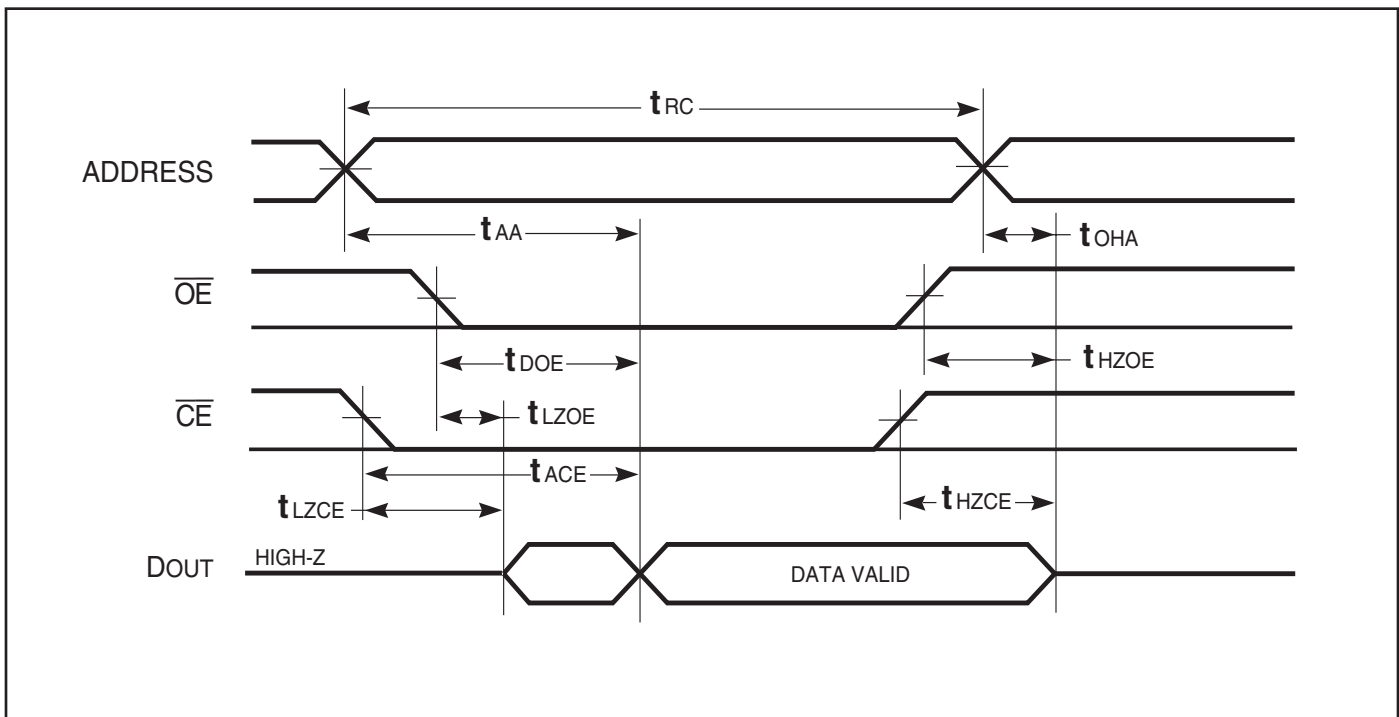 tRC
ADDRESS
tAA
tOHA
OE
tDOE
tHZOE
CE
tLZOE
tACE
tLZCE
tHZCE
DOUT
HIGH-Z
DATA VALID